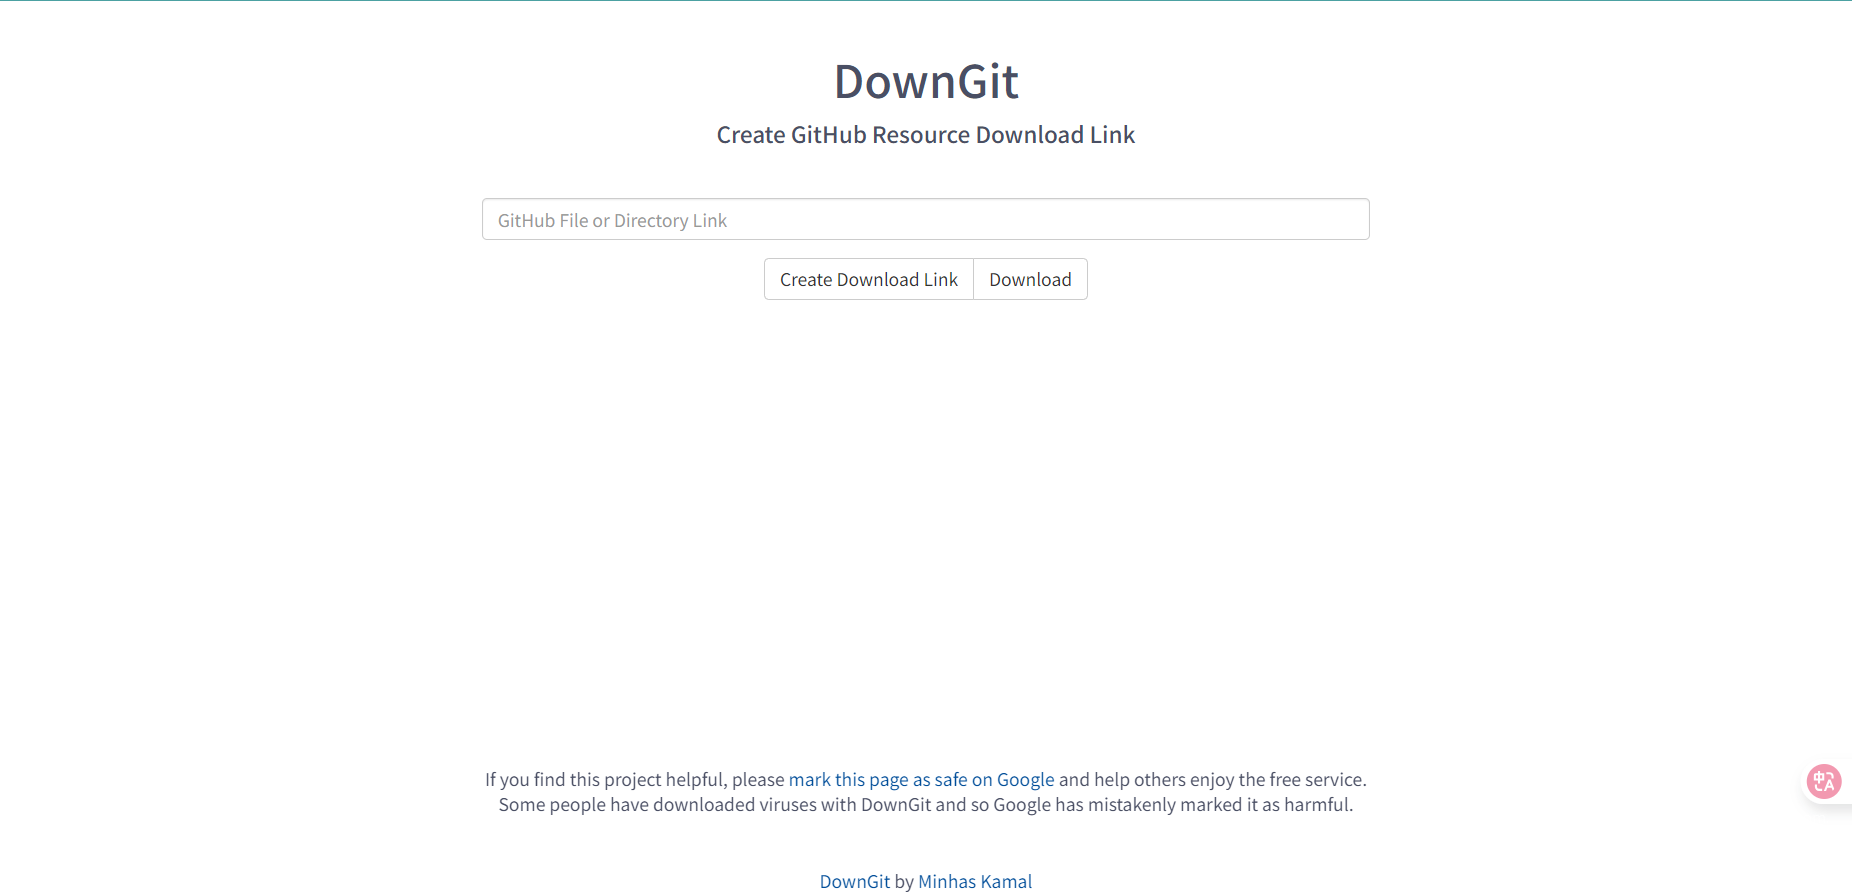 DownGit
Create GitHub Resource Download Link
GitHub File or Directory Link
Create Download Link
Download
If you find this project helpful, please mark this page as safe on Google and help others enjoy the free service.
Some people have downloaded viruses with DownGit and so Google has mistakenly marked it as harmful.
中
A
DownGit by Minhas Kamal